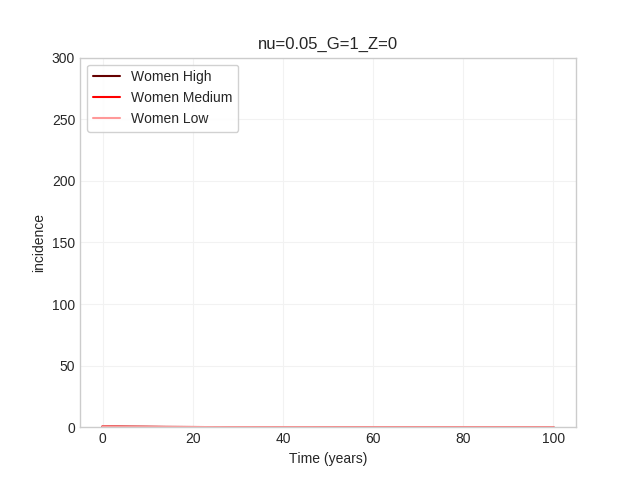 nu=0.05_G=1_Z=0
300
250
200
150
100
50
0
incidence
Women High
Women Medium
Women Low
0 20 40 60 80 100
Time (years)